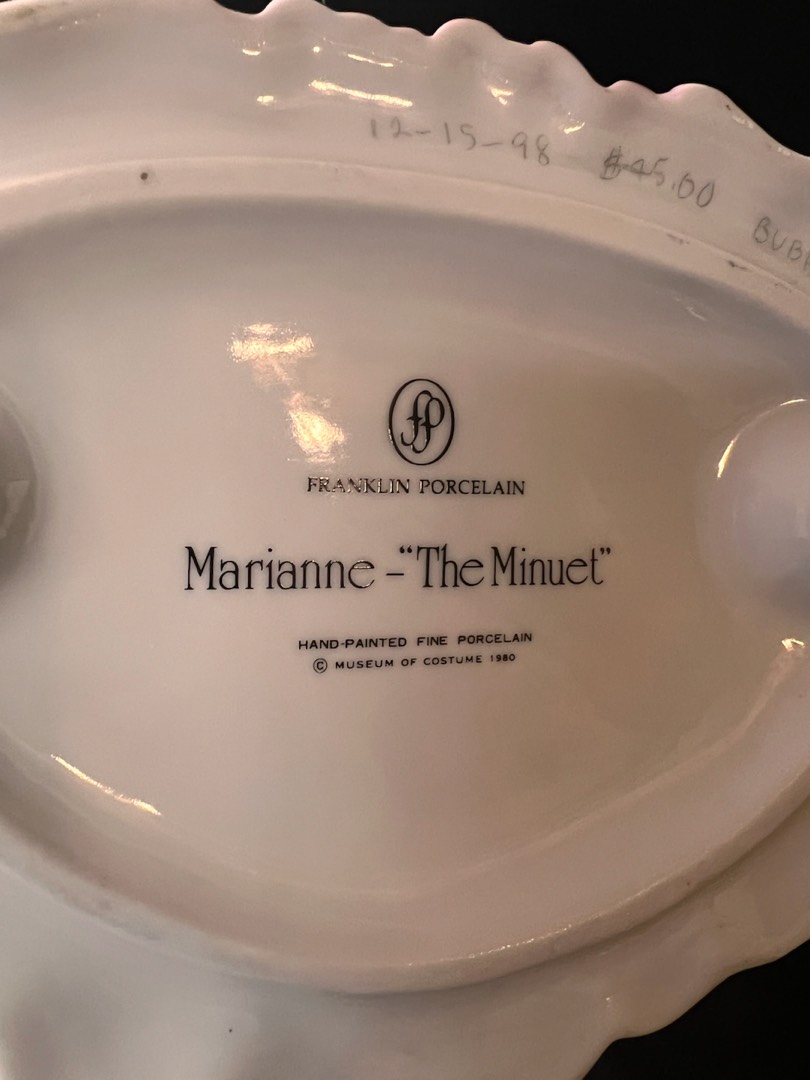 12-15-98 $45.00
fp
FRANKLIN PORCELAIN
Marianne – “The Minuet”
HAND-PAINTED FINE PORCELAIN
© MUSEUM OF COSTUME 1980